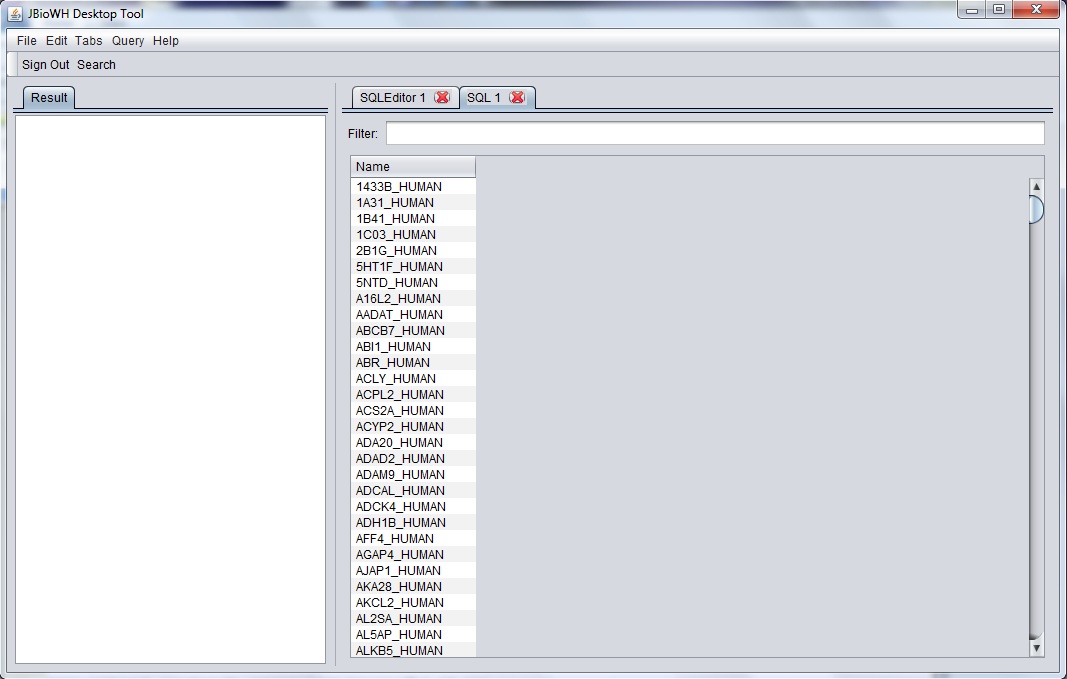 JBioWH Desktop Tool
File Edit Tabs Query Help
Sign Out Search
Result
SQLEditor 1 SQL 1
Filter:
Name
1433B_HUMAN
1A31_HUMAN
1B41_HUMAN
1C03_HUMAN
2B1G_HUMAN
5HT1F_HUMAN
5NTD_HUMAN
A16L2_HUMAN
AADAT_HUMAN
ABCB7_HUMAN
ABI1_HUMAN
ABR_HUMAN
ACLY_HUMAN
ACPL2_HUMAN
ACS2A_HUMAN
ACYP2_HUMAN
ADA20_HUMAN
ADAD2_HUMAN
ADAM9_HUMAN
ADCAL_HUMAN
ADCK4_HUMAN
ADH1B_HUMAN
AFF4_HUMAN
AGAP4_HUMAN
AJAP1_HUMAN
AKA28_HUMAN
AKCL2_HUMAN
AL2SA_HUMAN
AL5AP_HUMAN
ALKB5_HUMAN